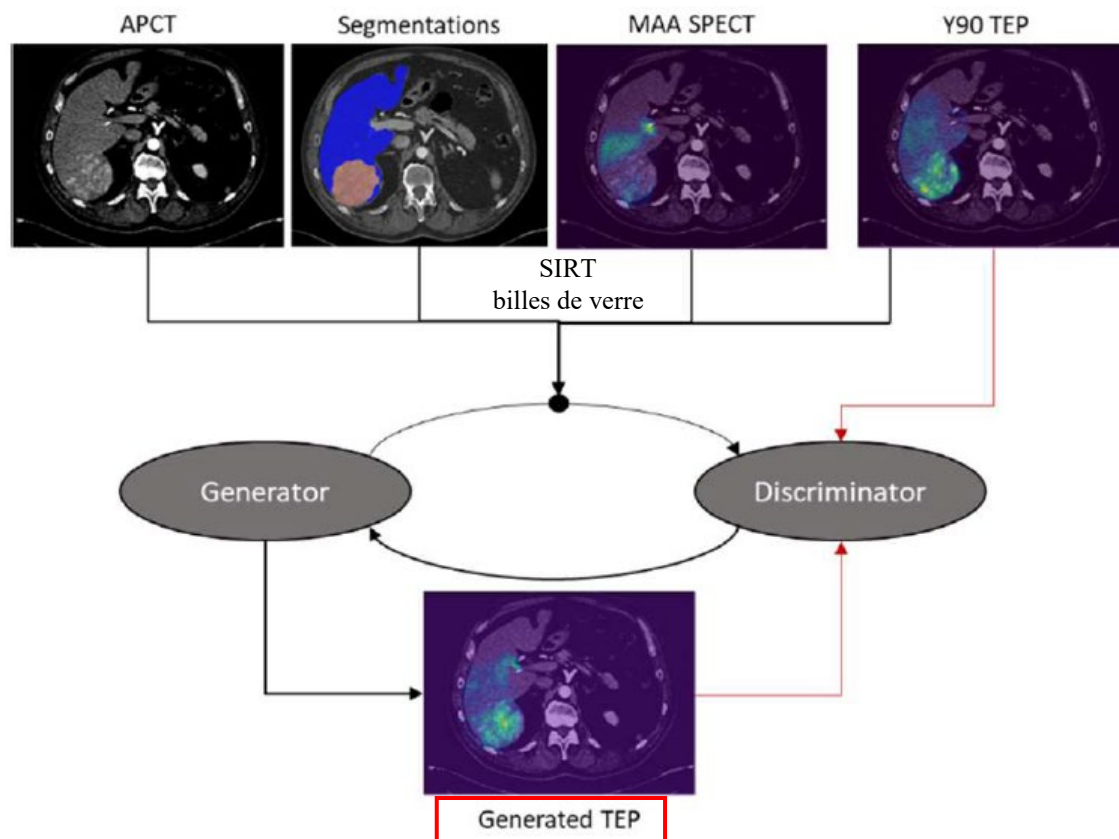 APCT
Segmentations
MAA SPECT
Y90 TEP
SIRT
billes de verre
Generator
Discriminator
Generated TEP